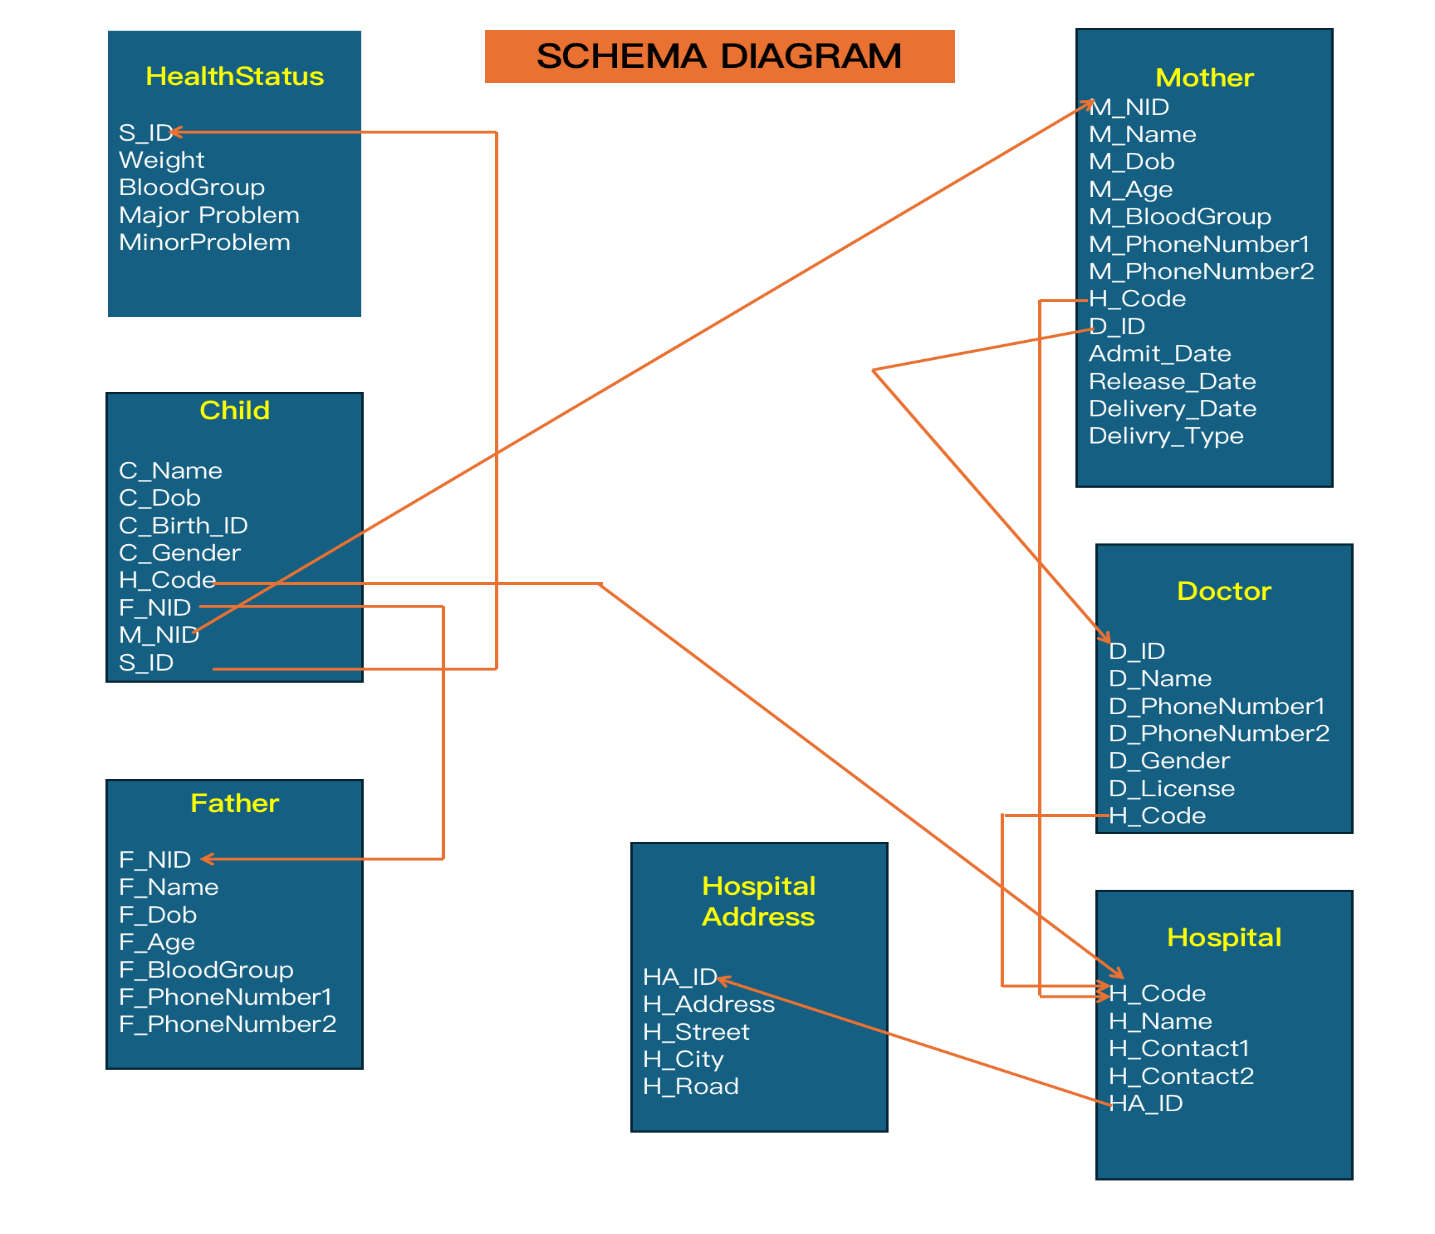 SCHEMA DIAGRAM
HealthStatus
S_ID
Weight
BloodGroup
Major Problem
MinorProblem
Child
C_Name
C_Dob
C_Birth_ID
C_Gender
H_Code
F_NID
M_NID
S_ID
Father
F_NID
F_Name
F_Dob
F_Age
F_BloodGroup
F_PhoneNumber1
F_PhoneNumber2
Hospital
Address
HA_ID
H_Address
H_Street
H_City
H_Road
Mother
M_NID
M_Name
M_Dob
M_Age
M_BloodGroup
M_PhoneNumber1
M_PhoneNumber2
H_Code
D_ID
Admit_Date
Release_Date
Delivery_Date
Delivry_Type
Doctor
D_ID
D_Name
D_PhoneNumber1
D_PhoneNumber2
D_Gender
D_License
H_Code
Hospital
H_Code
H_Name
H_Contact1
H_Contact2
HA_ID